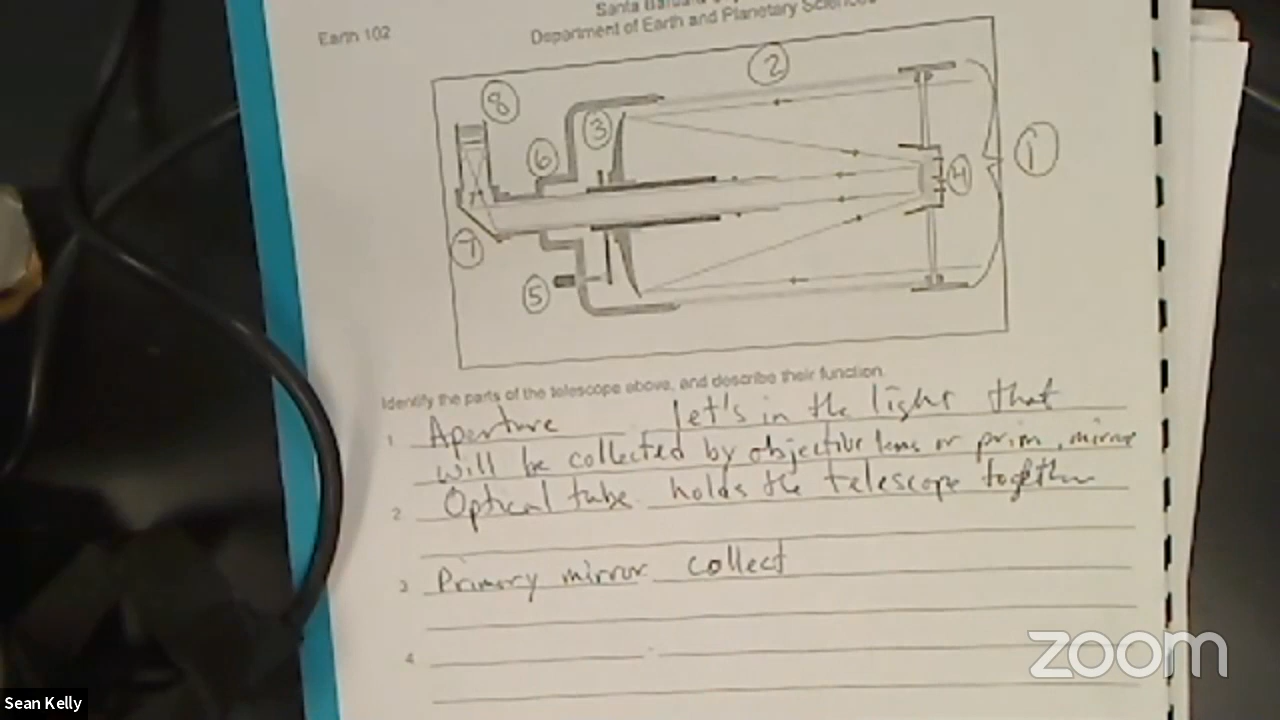 Earth 102
Santa
Department of Earth and Planetary Sciences
2
8
3
6
1
4
7
5
Identify the parts of the telescope above, and describe their function.
1 Aperture let's in the light that
will be collected by objective lens or prim. mirror
2 Optical tube holds the telescope together
3 Primary mirror collect
4
zoom
Sean Kelly